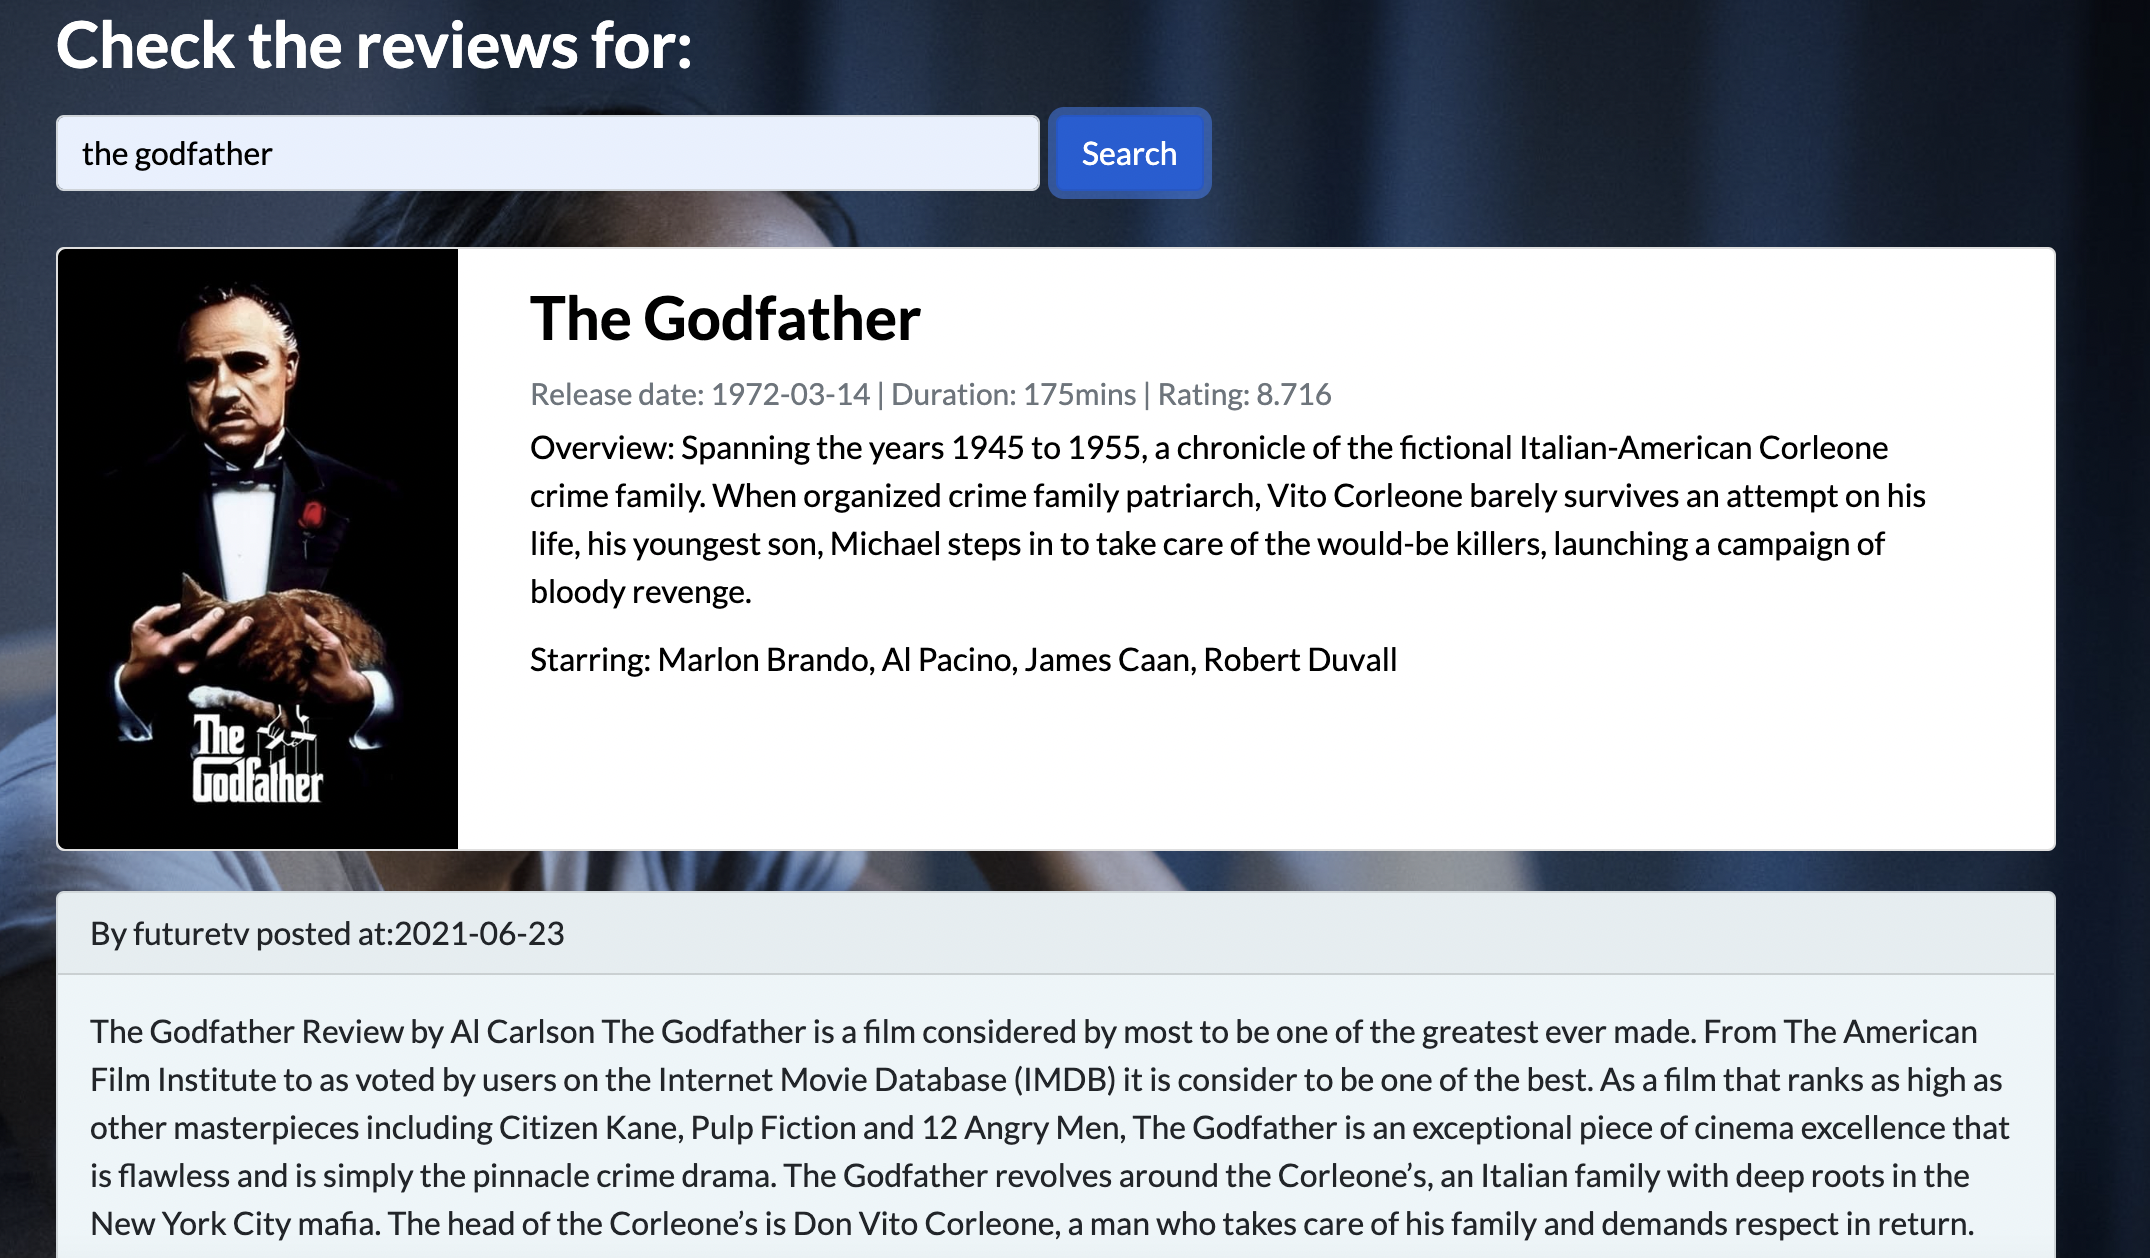 Check the reviews for:
the godfather
Search
The Godfather
Release date: 1972-03-14 | Duration: 175mins | Rating: 8.716
Overview: Spanning the years 1945 to 1955, a chronicle of the fictional Italian-American Corleone
crime family. When organized crime family patriarch, Vito Corleone barely survives an attempt on his
life, his youngest son, Michael steps in to take care of the would-be killers, launching a campaign of
bloody revenge.
Starring: Marlon Brando, Al Pacino, James Caan, Robert Duvall
The
Godfather
By futuretv posted at:2021-06-23
The Godfather Review by Al Carlson The Godfather is a film considered by most to be one of the greatest ever made. From The American
Film Institute to as voted by users on the Internet Movie Database (IMDB) it is consider to be one of the best. As a film that ranks as high as
other masterpieces including Citizen Kane, Pulp Fiction and 12 Angry Men, The Godfather is an exceptional piece of cinema excellence that
is flawless and is simply the pinnacle crime drama. The Godfather revolves around the Corleone’s, an Italian family with deep roots in the
New York City mafia. The head of the Corleone’s is Don Vito Corleone, a man who takes care of his family and demands respect in return.